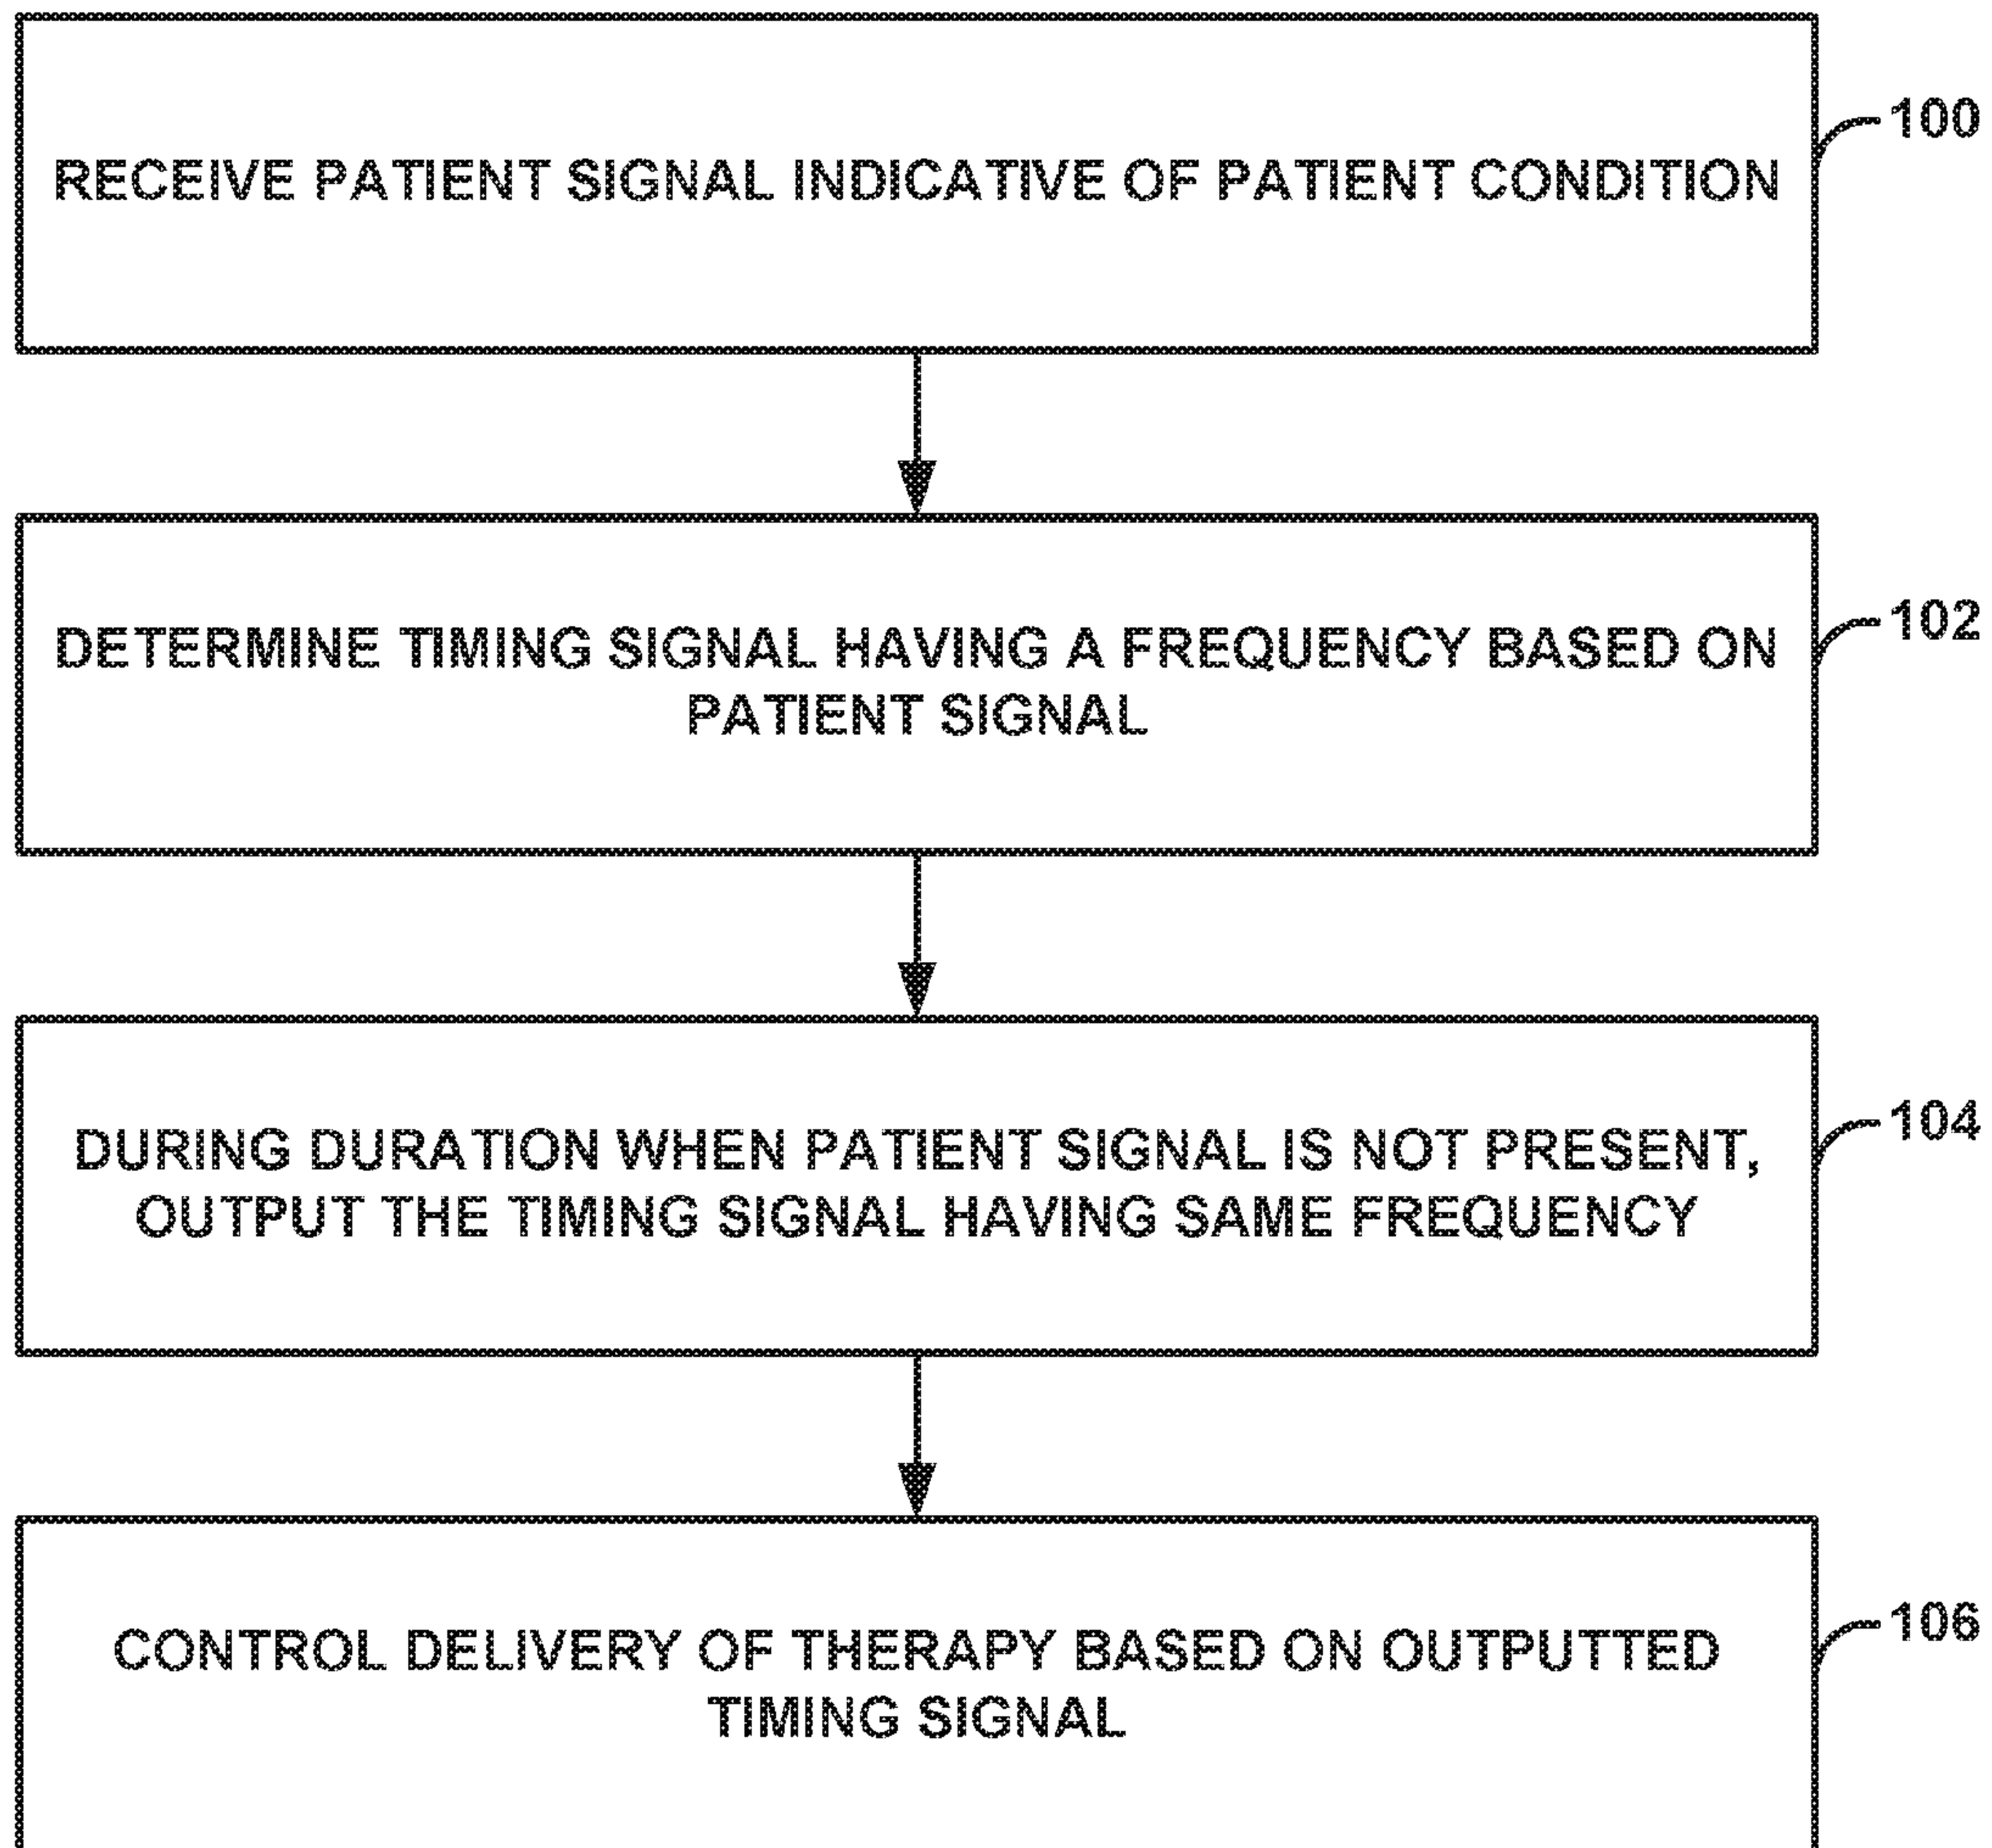 RECEIVE PATIENT SIGNAL INDICATIVE OF PATIENT CONDITION
100
DETERMINE TIMING SIGNAL HAVING A FREQUENCY BASED ON
PATIENT SIGNAL
102
DURING DURATION WHEN PATIENT SIGNAL IS NOT PRESENT,
OUTPUT THE TIMING SIGNAL HAVING SAME FREQUENCY
104
CONTROL DELIVERY OF THERAPY BASED ON OUTPUTTED
TIMING SIGNAL
106